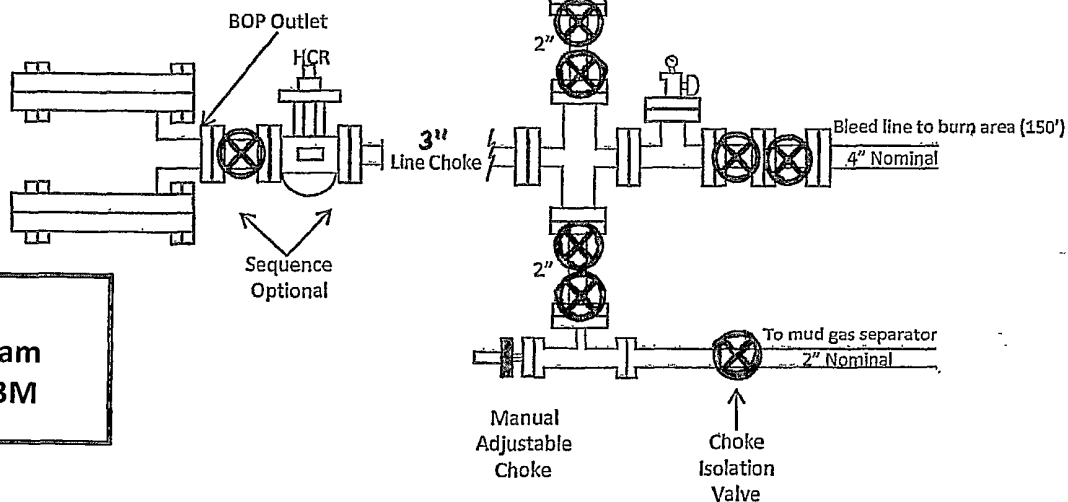 BOP Outlet
HCR
2"
3"
Line Choke
Bleed line to burn area (150')
4" Nominal
Sequence
Optional
2"
am
3M
To mud gas separator
2" Nominal
Manual
Adjustable
Choke
Choke
Isolation
Valve